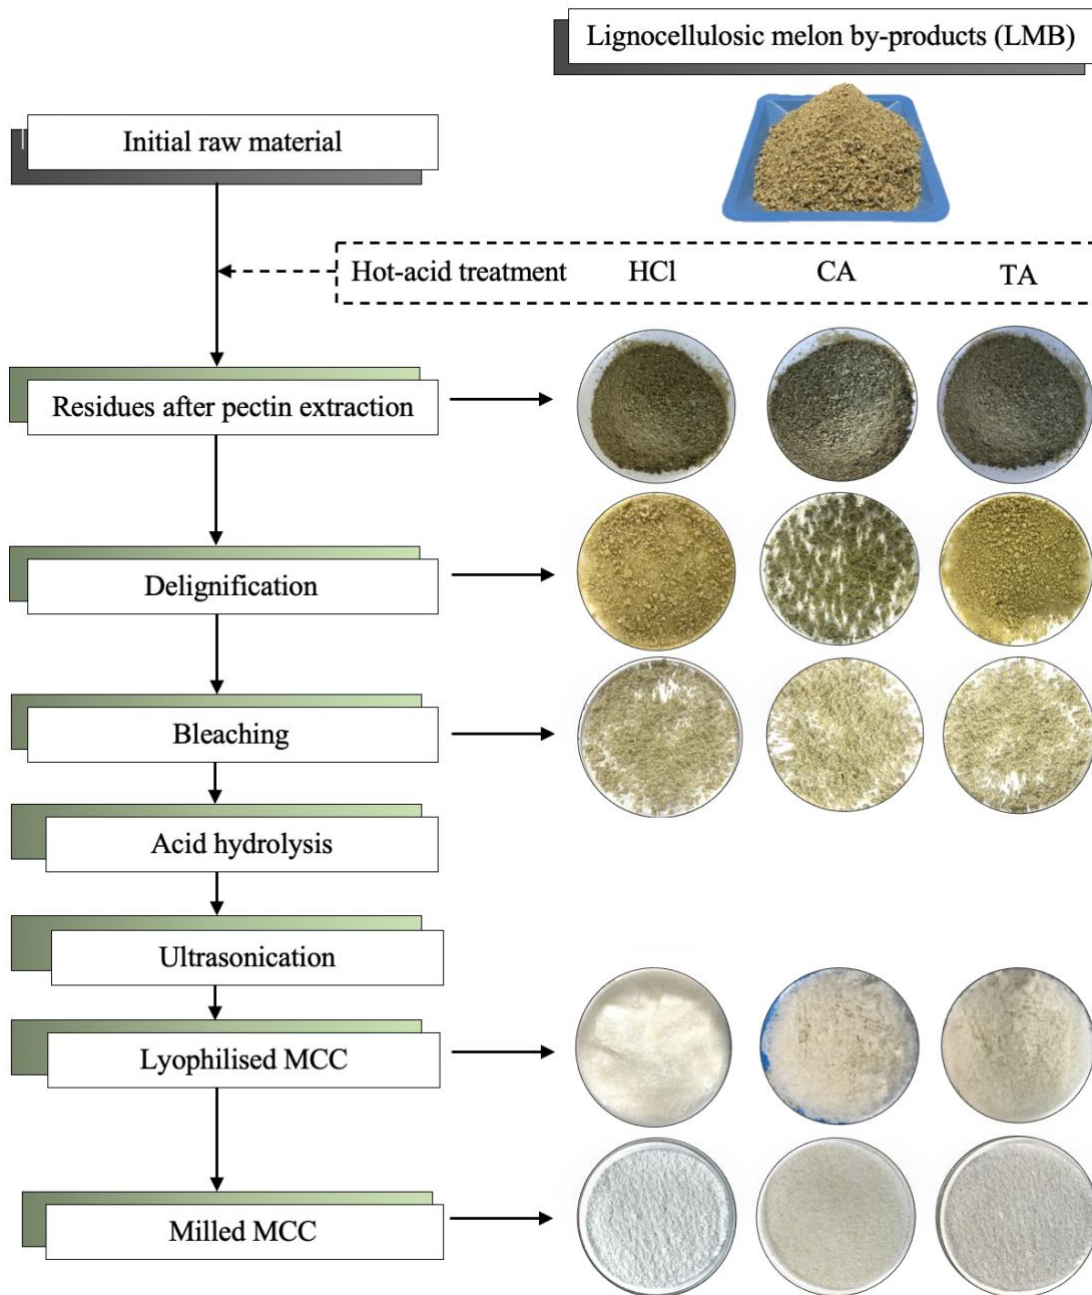 Lignocellulosic melon by-products (LMB)
Initial raw material
Hot-acid treatment HCl CA TA
Residues after pectin extraction
Delignification
Bleaching
Acid hydrolysis
Ultrasonication
Lyophilised MCC
Milled MCC